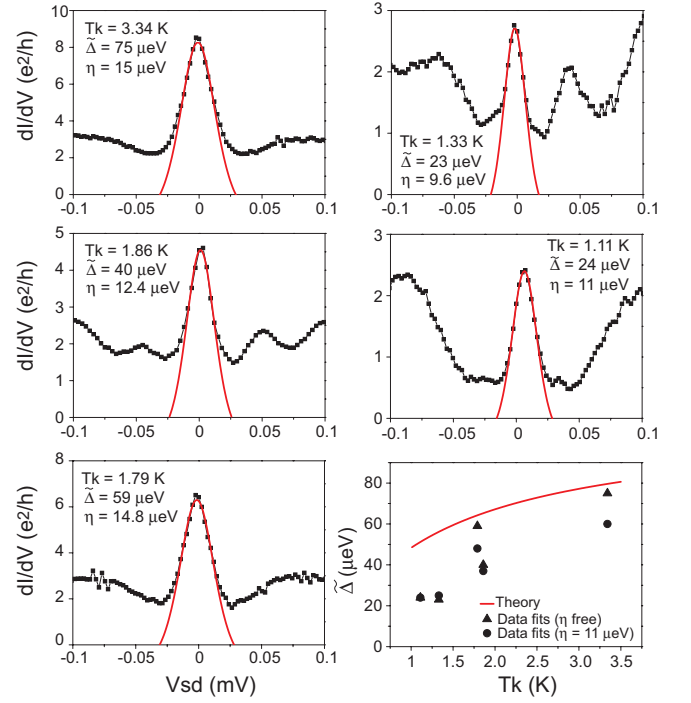 dI/dV (e²/h)
10
8
6
4
2
0
Tk = 3.34 K
Δ̃ = 75 µeV
η = 15 µeV
-0.1
-0.05
0
0.05
0.1
3
2
1
0
Tk = 1.33 K
Δ̃ = 23 µeV
η = 9.6 µeV
-0.1
-0.05
0
0.05
0.1
dI/dV (e²/h)
5
4
3
2
1
0
Tk = 1.86 K
Δ̃ = 40 µeV
η = 12.4 µeV
-0.1
-0.05
0
0.05
0.1
3
2
1
0
Tk = 1.11 K
Δ̃ = 24 µeV
η = 11 µeV
-0.1
-0.05
0
0.05
0.1
dI/dV (e²/h)
6
4
2
0
Tk = 1.79 K
Δ̃ = 59 µeV
η = 14.8 µeV
-0.1
-0.05
0
0.05
0.1
Vsd (mV)
Δ̃ (µeV)
80
60
40
20
0
Theory
Data fits (η free)
Data fits (η = 11 µeV)
1
1.5
2.0
2.5
3.0
3.5
Tk (K)